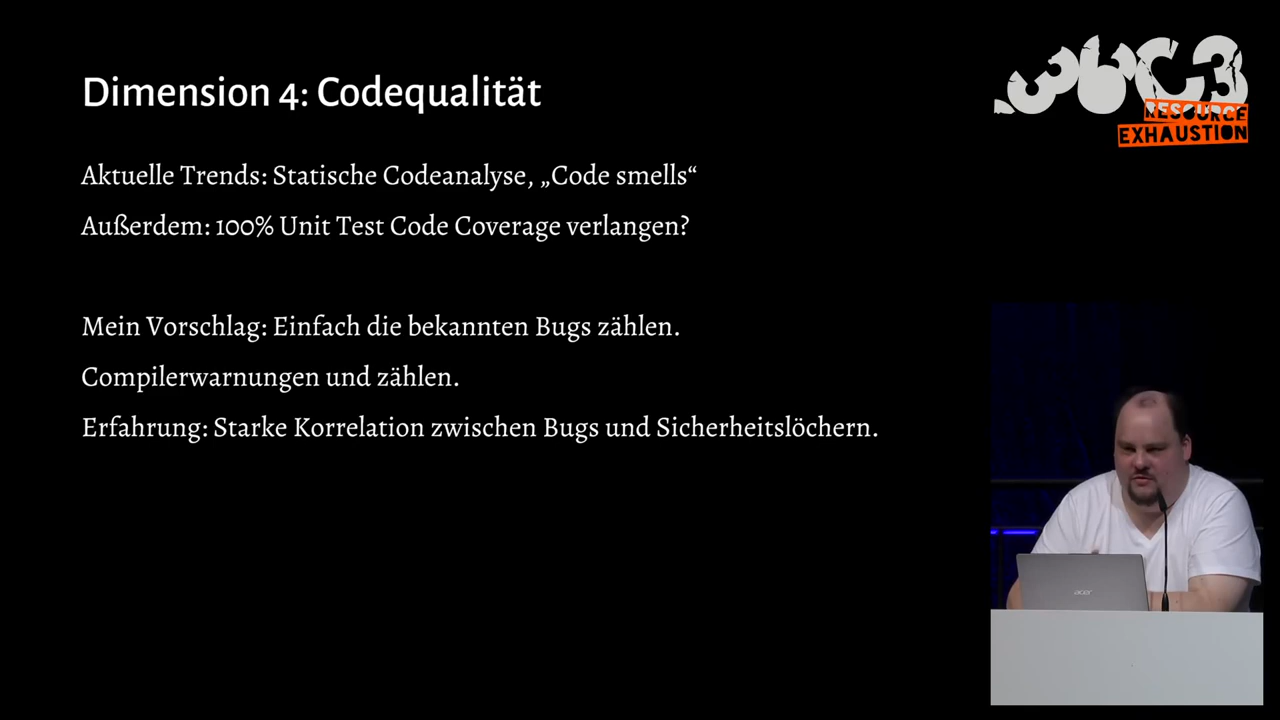 Dimension 4: Codequalität
36C3
RESOURCE
EXHAUSTION
Aktuelle Trends: Statische Codeanalyse, „Code smells“
Außerdem: 100% Unit Test Code Coverage verlangen?
Mein Vorschlag: Einfach die bekannten Bugs zählen.
Compilerwarnungen und zählen.
Erfahrung: Starke Korrelation zwischen Bugs und Sicherheitslöchern.
acer